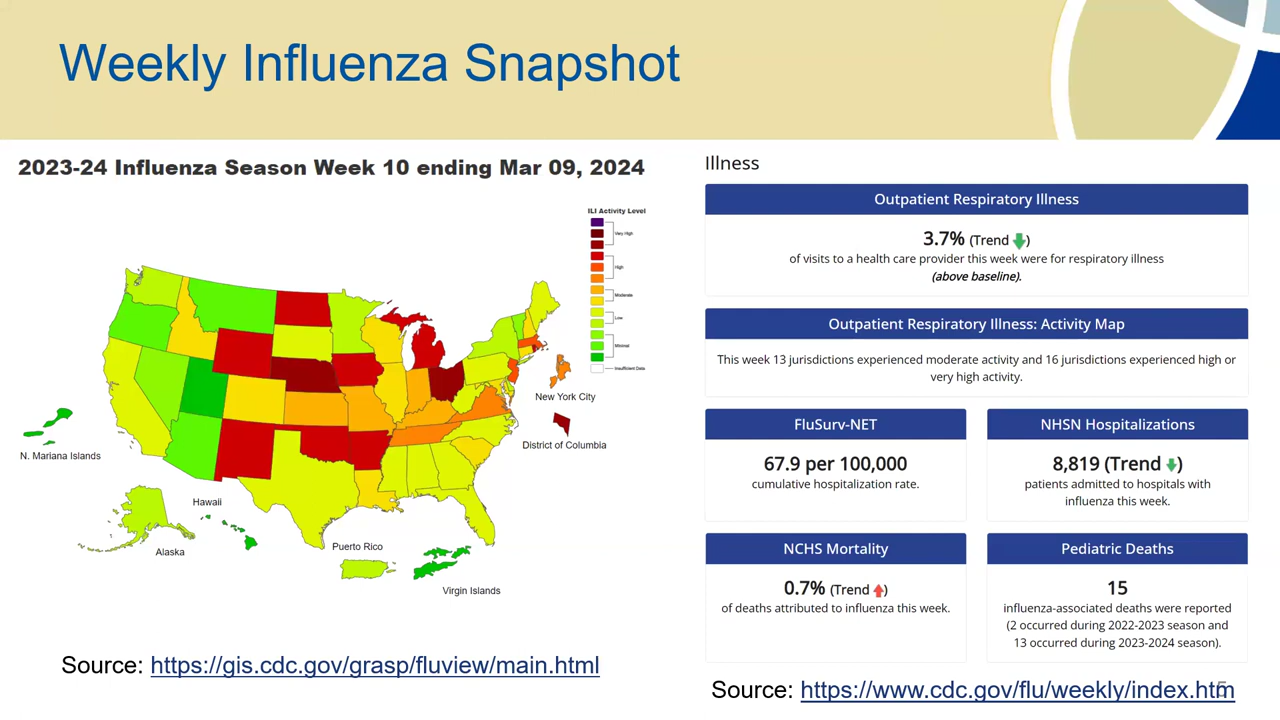 Weekly Influenza Snapshot
2023-24 Influenza Season Week 10 ending Mar 09, 2024
ILI Activity Level
Very High
High
Moderate
Low
Minimal
Insufficient Data
New York City
District of Columbia
N. Mariana Islands
Hawaii
Alaska
Puerto Rico
Virgin Islands
Source: https://gis.cdc.gov/grasp/fluview/main.html
Illness
Outpatient Respiratory Illness
3.7% (Trend ⬇)
of visits to a health care provider this week were for respiratory illness
(above baseline).
Outpatient Respiratory Illness: Activity Map
This week 13 jurisdictions experienced moderate activity and 16 jurisdictions experienced high or
very high activity.
FluSurv-NET
67.9 per 100,000
cumulative hospitalization rate.
NHSN Hospitalizations
8,819 (Trend ⬇)
patients admitted to hospitals with
influenza this week.
NCHS Mortality
0.7% (Trend ⬆)
of deaths attributed to influenza this week.
Pediatric Deaths
15
influenza-associated deaths were reported
(2 occurred during 2022-2023 season and
13 occurred during 2023-2024 season).
Source: https://www.cdc.gov/flu/weekly/index.htm
5